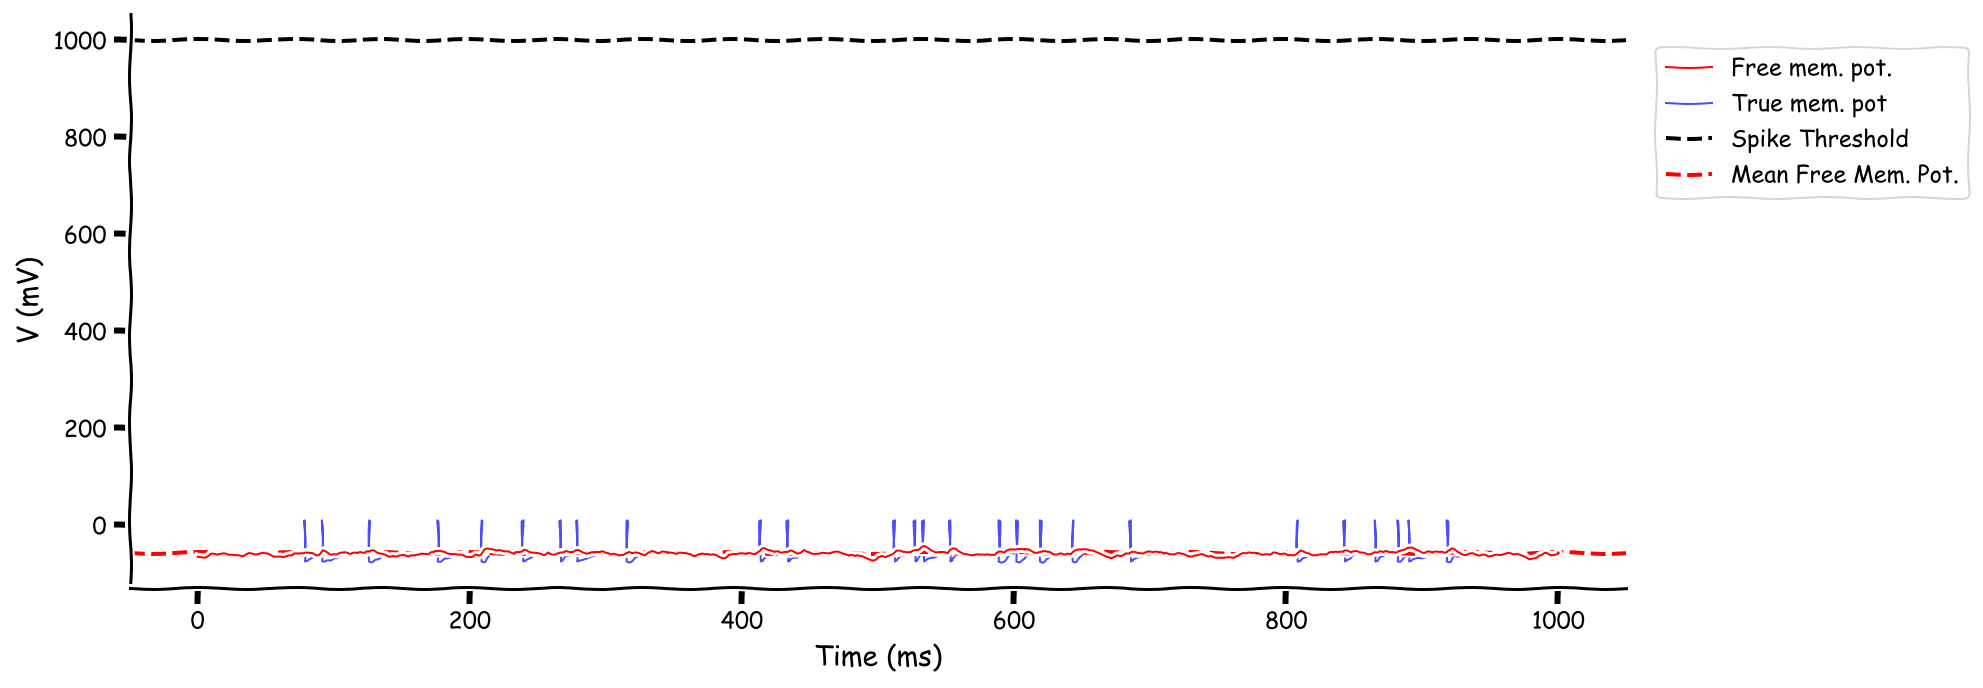 1000
800
600
400
200
0
V (mV)
0 200 400 600 800 1000
Time (ms)
Free mem. pot.
True mem. pot
Spike Threshold
Mean Free Mem. Pot.